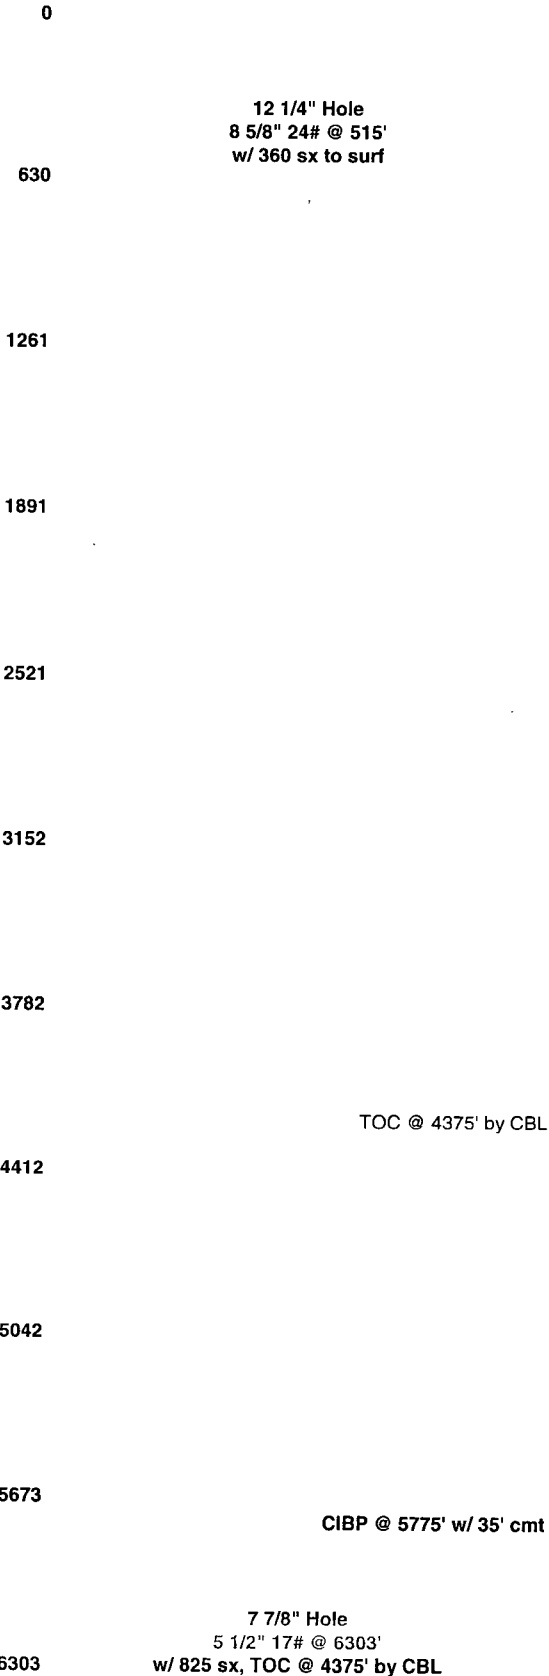 0
12 1/4" Hole
8 5/8" 24# @ 515'
w/ 360 sx to surf
630
1261
1891
2521
3152
3782
TOC @ 4375' by CBL
4412
5042
5673
CIBP @ 5775' w/ 35' cmt
7 7/8" Hole
5 1/2" 17# @ 6303'
6303
w/ 825 sx, TOC @ 4375' by CBL